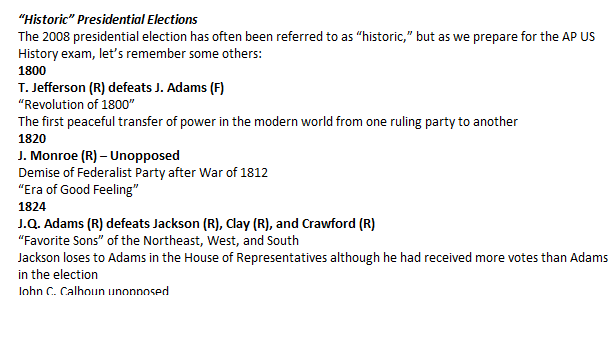 “Historic” Presidential Elections
The 2008 presidential election has often been referred to as “historic,” but as we prepare for the AP US
History exam, let’s remember some others:
1800
T. Jefferson (R) defeats J. Adams (F)
“Revolution of 1800”
The first peaceful transfer of power in the modern world from one ruling party to another
1820
J. Monroe (R) – Unopposed
Demise of Federalist Party after War of 1812
“Era of Good Feeling”
1824
J.Q. Adams (R) defeats Jackson (R), Clay (R), and Crawford (R)
“Favorite Sons” of the Northeast, West, and South
Jackson loses to Adams in the House of Representatives although he had received more votes than Adams
in the election
John C. Calhoun unopposed